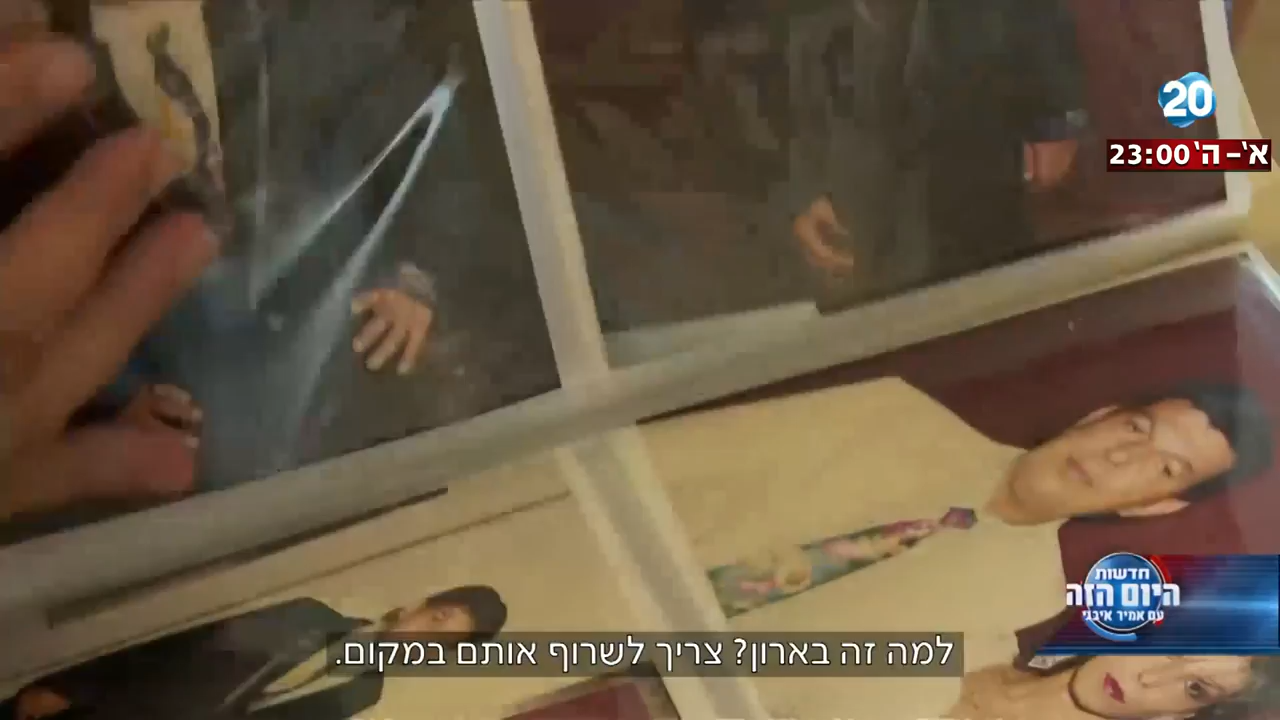 20
א'-ה' 23:00
חדשות
היום הזה
עם אמיר איבגי
למה זה בארון? צריך לשרוף אותם במקום.